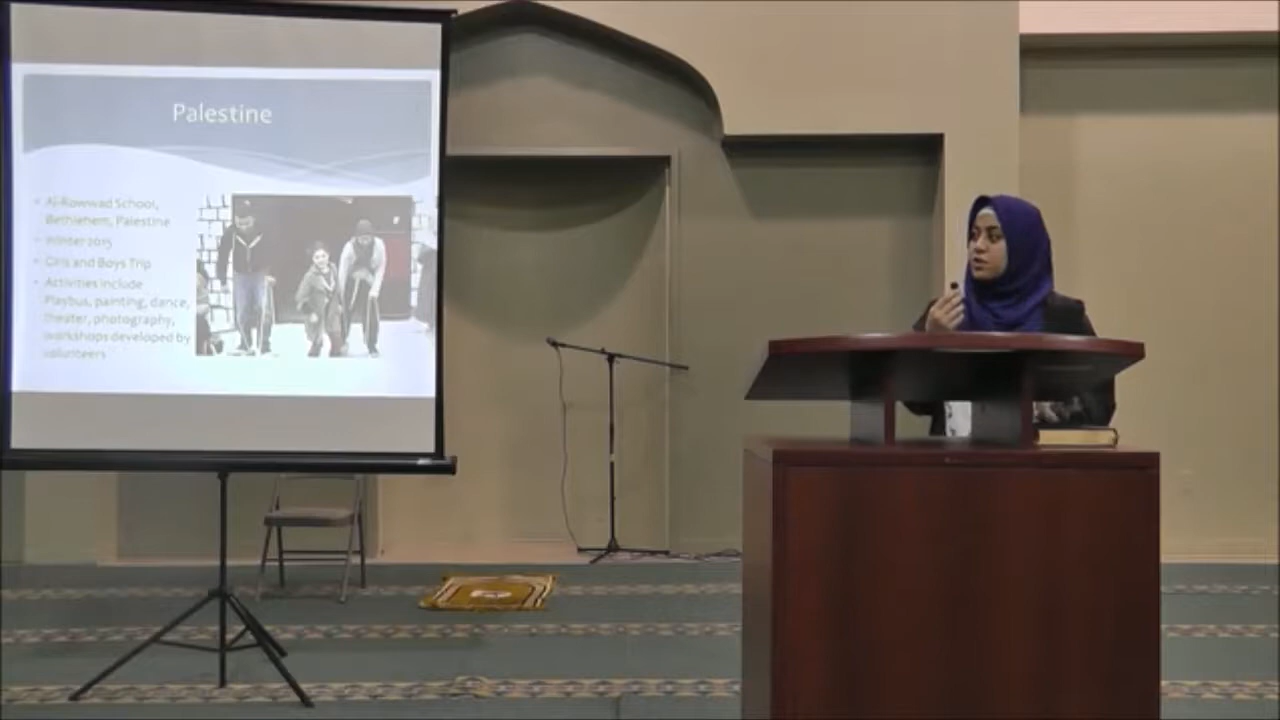 Palestine
Al-Rowwad School,
Bethlehem, Palestine
Winter 2015
Girls and Boys Trip
Activities include
Playbus, painting, dance,
theater, photography,
workshops developed by
volunteers